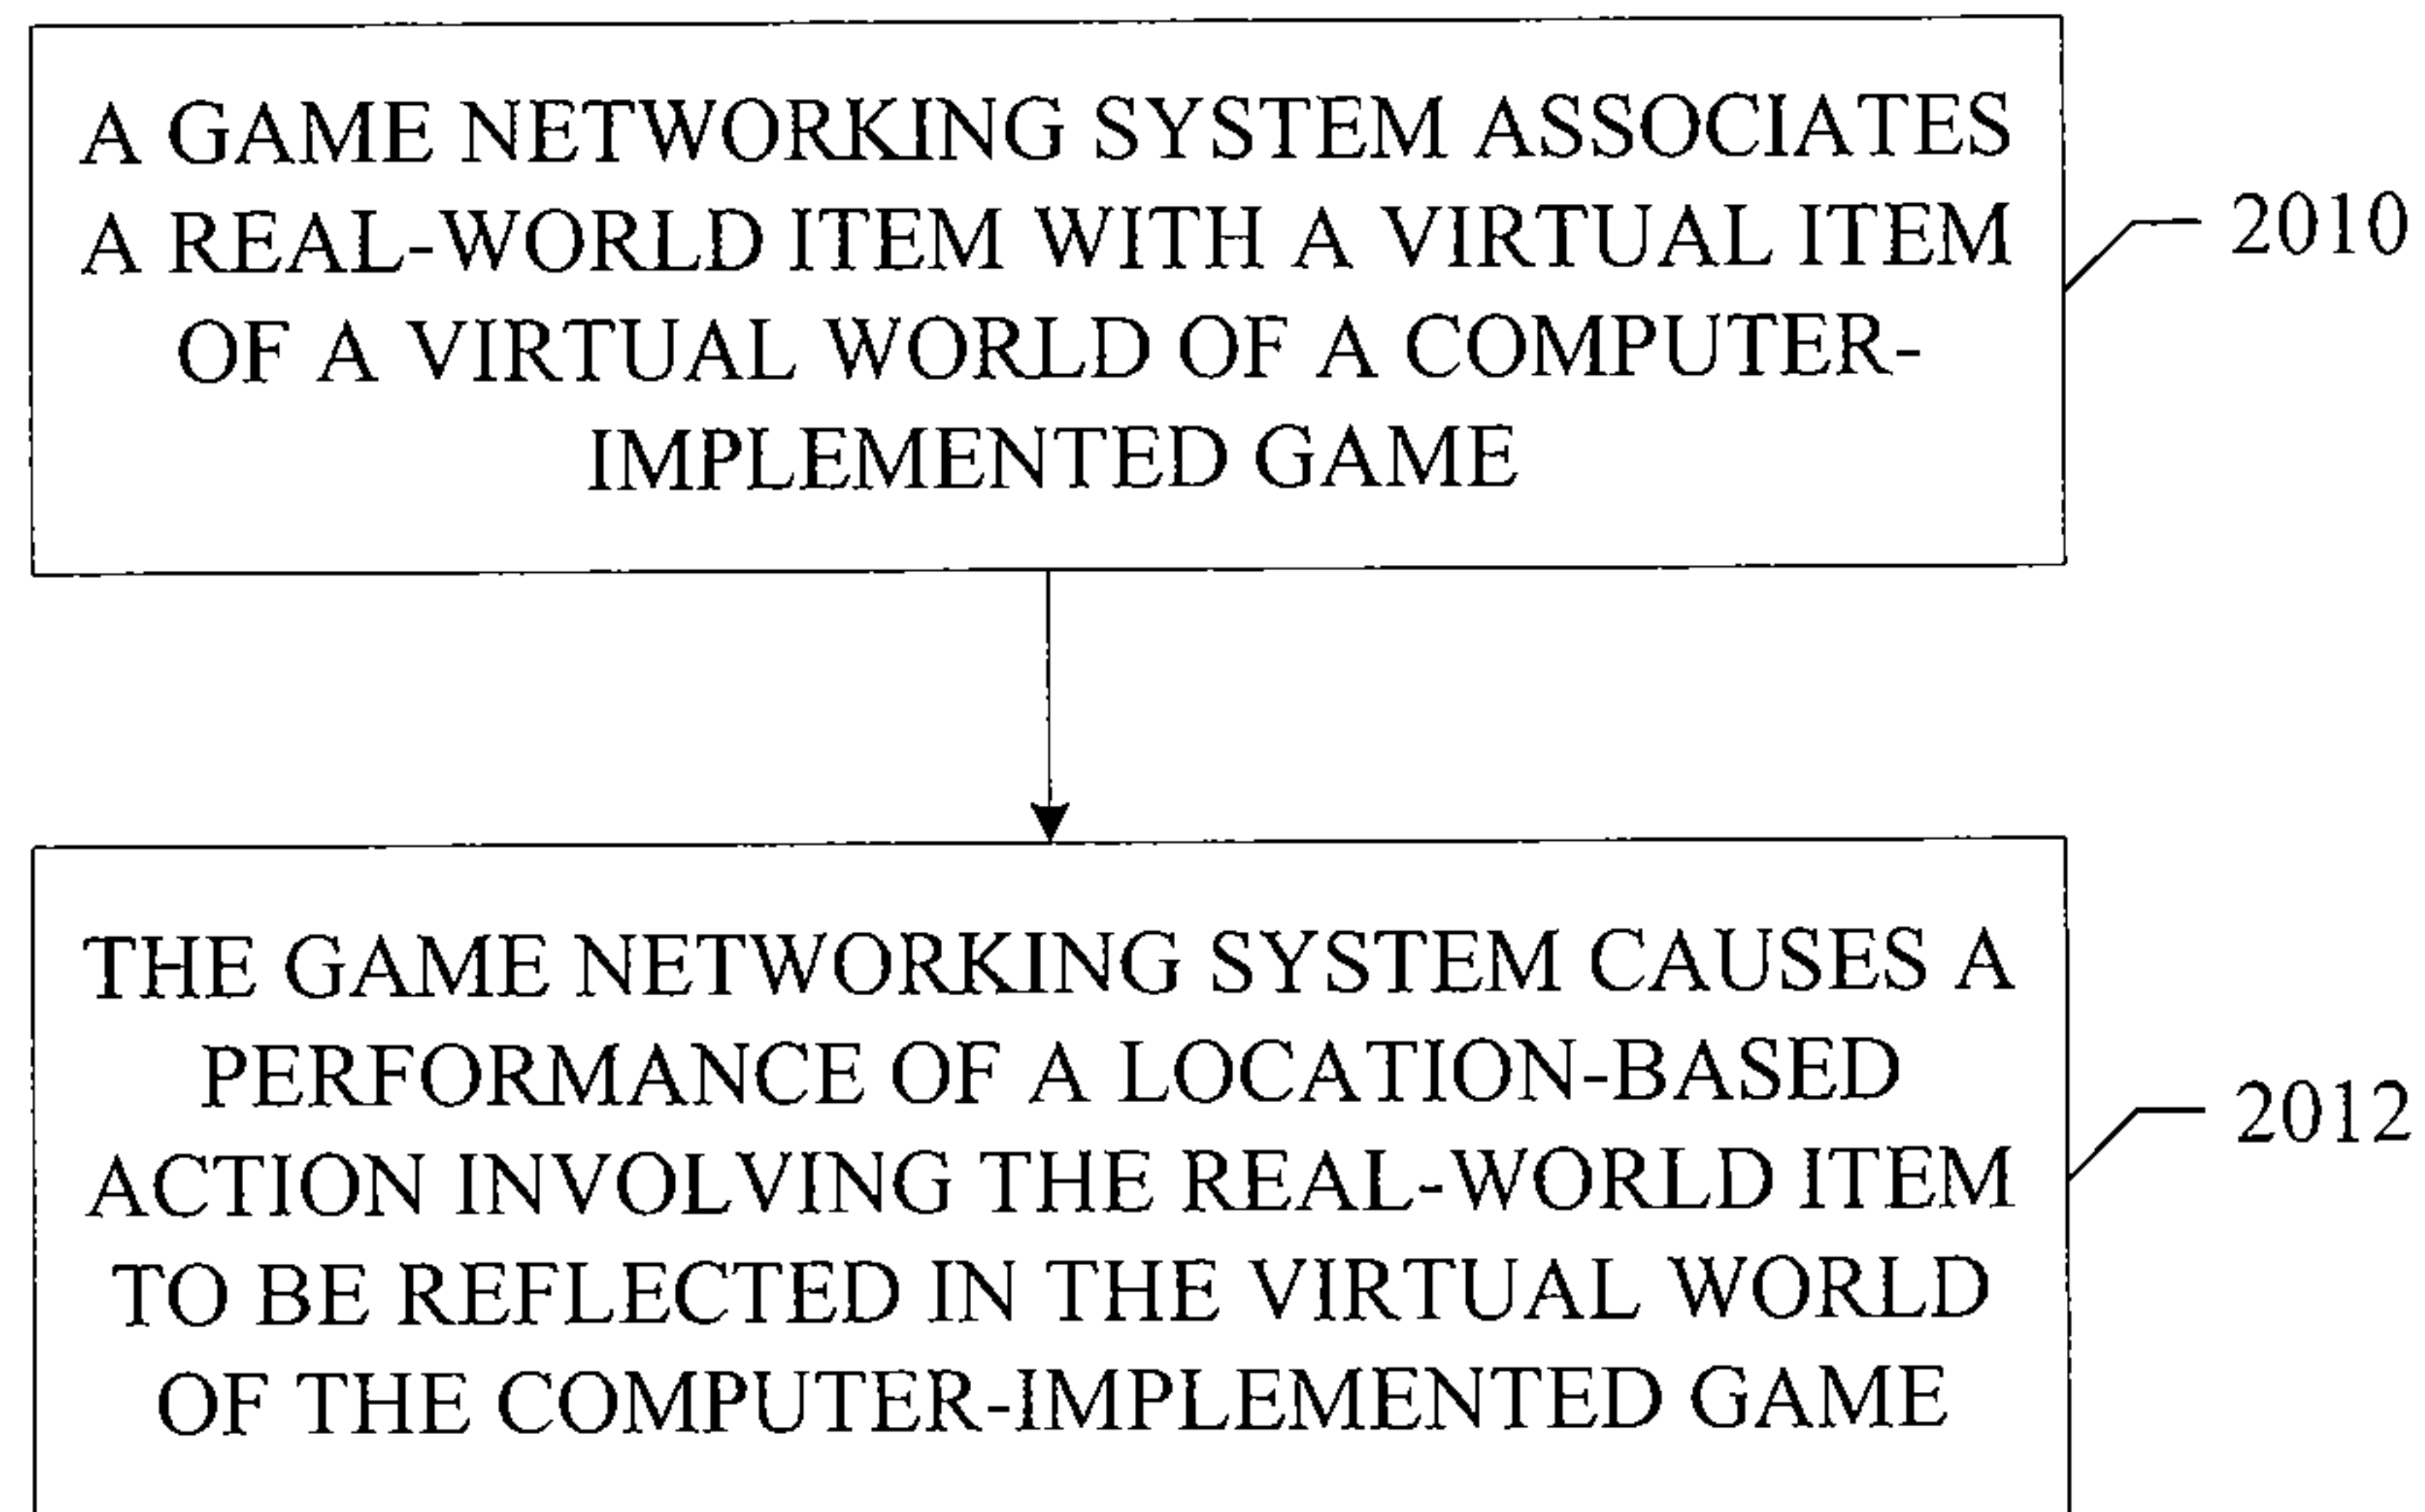 A GAME NETWORKING SYSTEM ASSOCIATES
A REAL-WORLD ITEM WITH A VIRTUAL ITEM
OF A VIRTUAL WORLD OF A COMPUTER-
IMPLEMENTED GAME
2010
THE GAME NETWORKING SYSTEM CAUSES A
PERFORMANCE OF A LOCATION-BASED
ACTION INVOLVING THE REAL-WORLD ITEM
TO BE REFLECTED IN THE VIRTUAL WORLD
OF THE COMPUTER-IMPLEMENTED GAME
2012